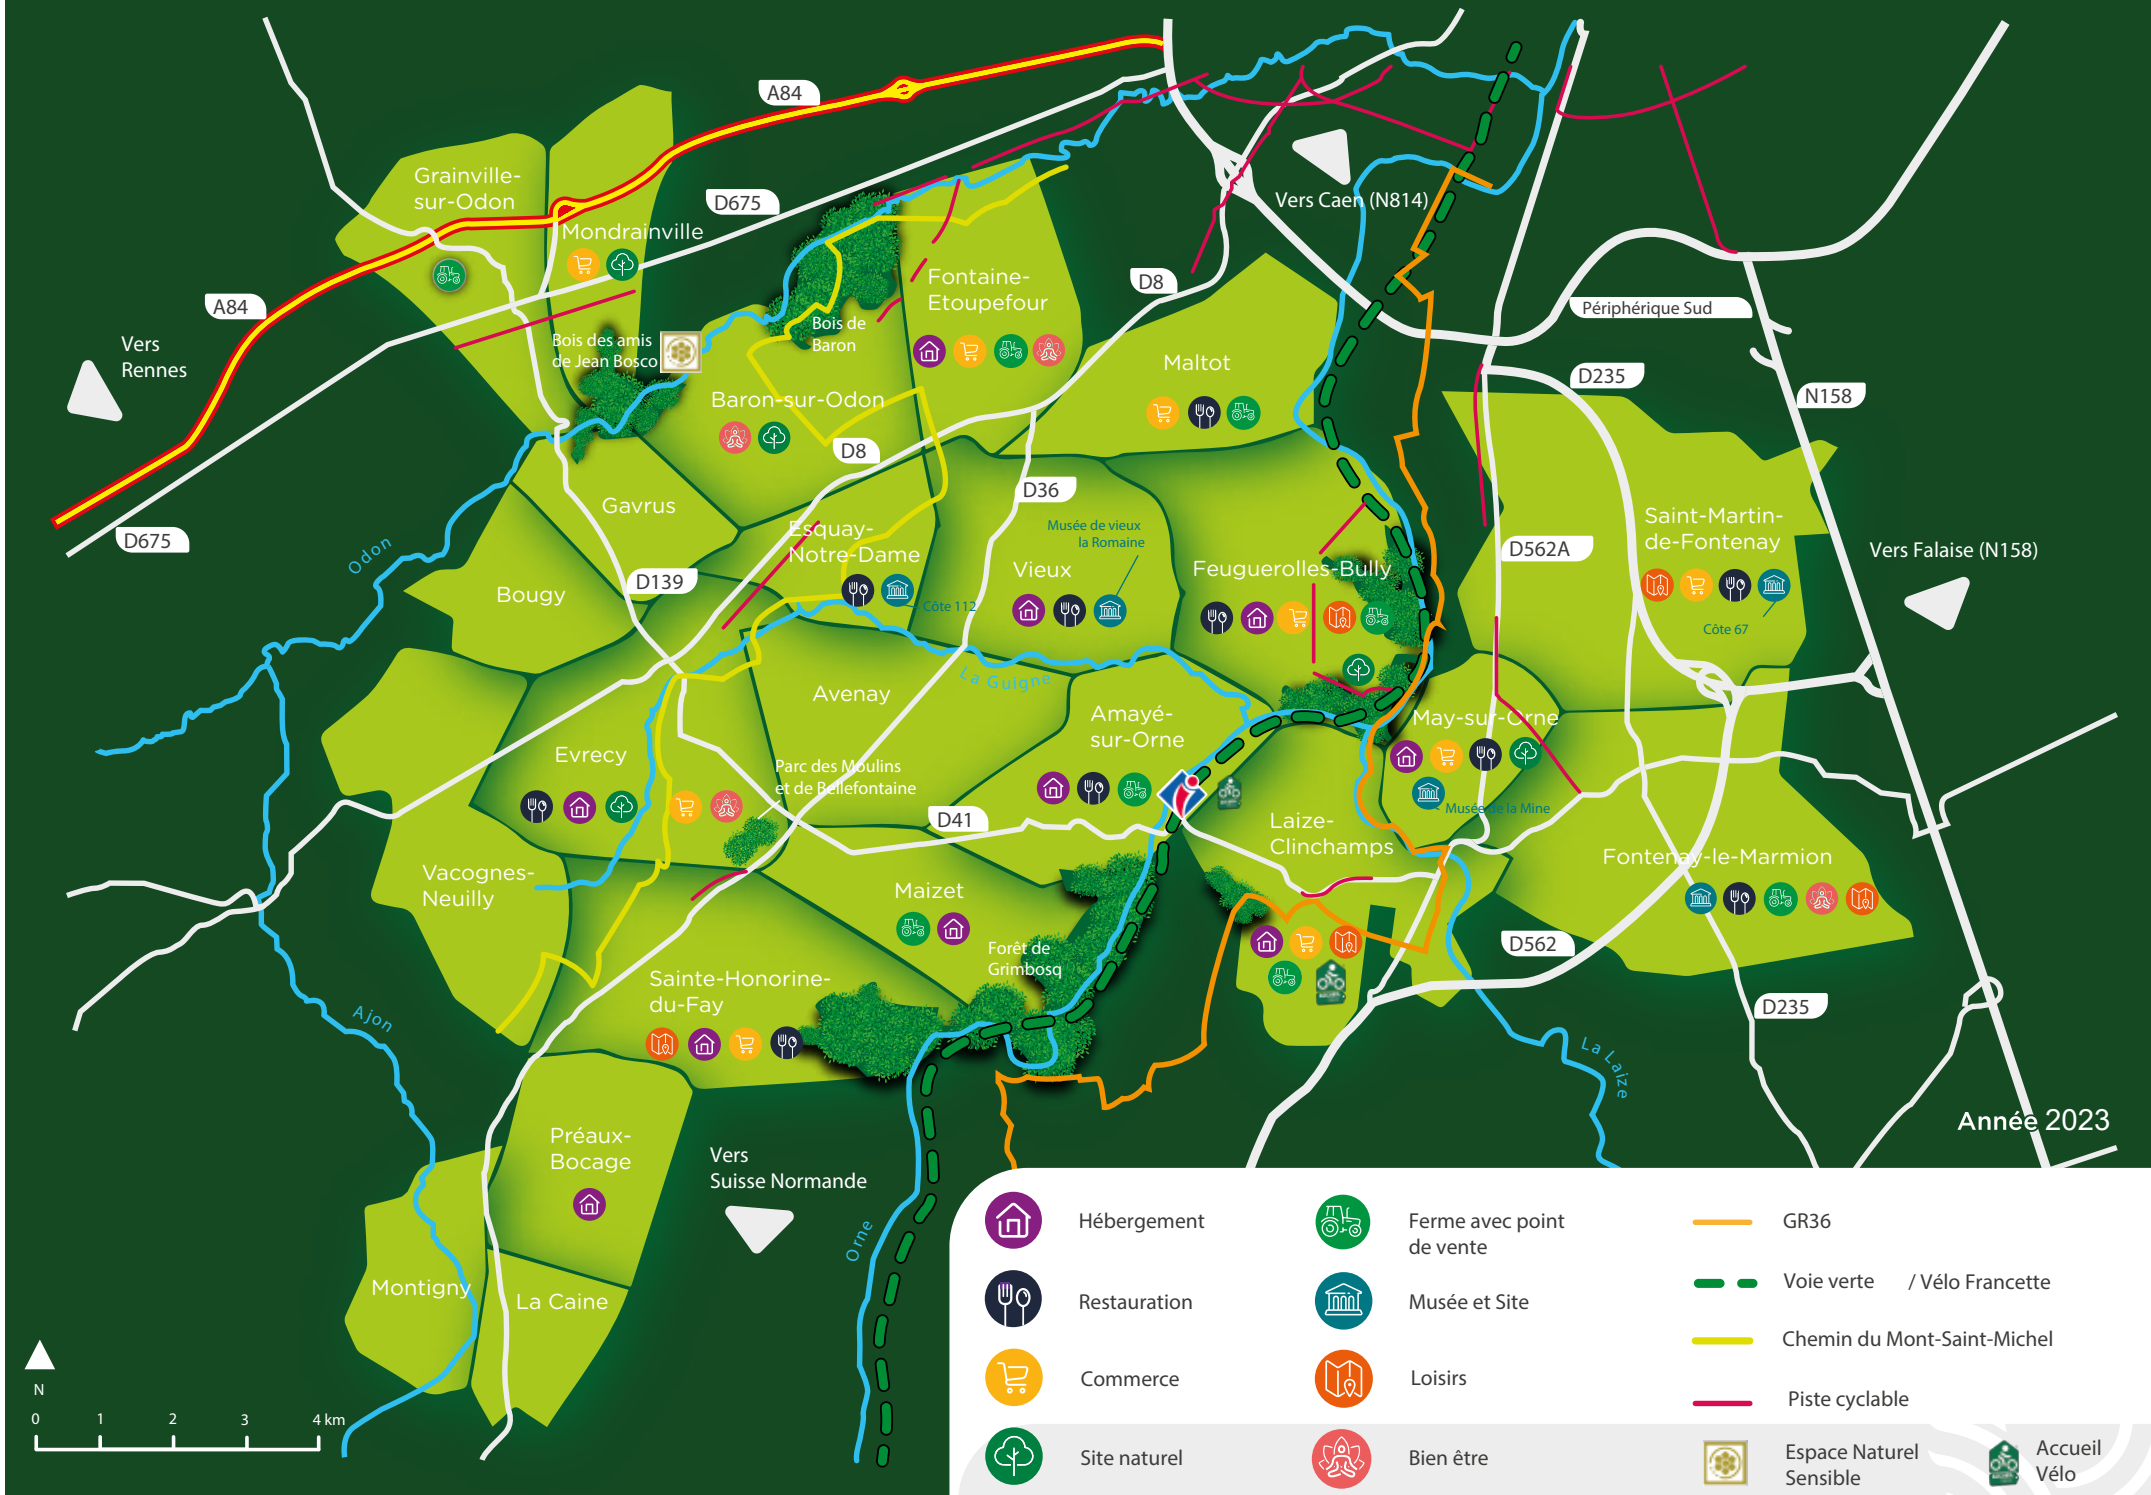 A84
Grainville-
sur-Odon
D675
Mondrainville
Vers Caen (N814)
Fontaine-
Etoupefour
D8
A84
Périphérique Sud
Bois de
Baron
Bois des amis
de Jean Bosco
Vers
Rennes
Maltot
D235
N158
Baron-sur-Odon
D8
D36
Gavrus
Esquay-
Notre-Dame
Musée de vieux
la Romaine
Saint-Martin-
de-Fontenay
D675
Odon
D562A
Vers Falaise (N158)
Vieux
Feuguerolles-Bully
D139
Bougy
Côte 112
Côte 67
La Guigne
Avenay
Amayé-
sur-Orne
May-sur-Orne
Evrecy
Parc des Moulins
et de Bellefontaine
Musée de la Mine
D41
Laize-
Clinchamps
Fontenay-le-Marmion
Vacognes-
Neuilly
Maizet
Forêt de
Grimbosq
D562
Sainte-Honorine-
du-Fay
D235
Ajon
La Laize
Année 2023
Préaux-
Bocage
Vers
Suisse Normande
Orne
Montigny
La Caine
N
0 1 2 3 4 km
Hébergement
Restauration
Commerce
Site naturel
Ferme avec point
de vente
Musée et Site
Loisirs
Bien être
GR36
Voie verte / Vélo Francette
Chemin du Mont-Saint-Michel
Piste cyclable
Espace Naturel
Sensible
Accueil
Vélo